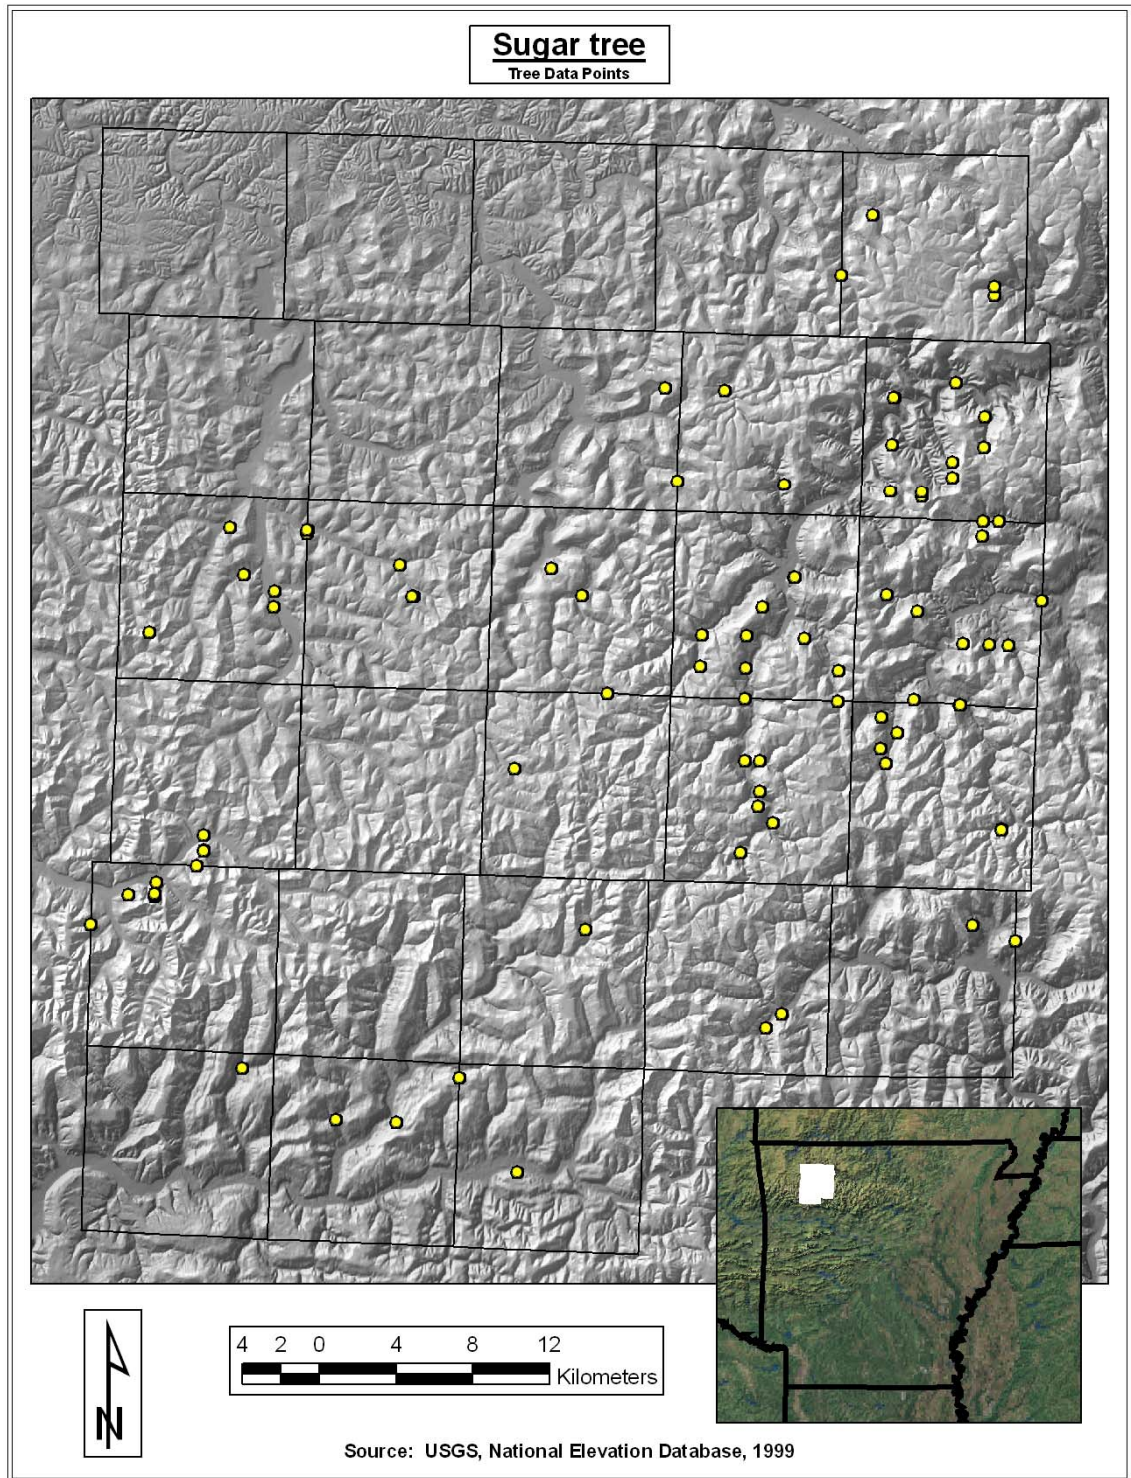 Sugar tree
Tree Data Points
4 2 0 4 8 12
Kilometers
N
Source: USGS, National Elevation Database, 1999